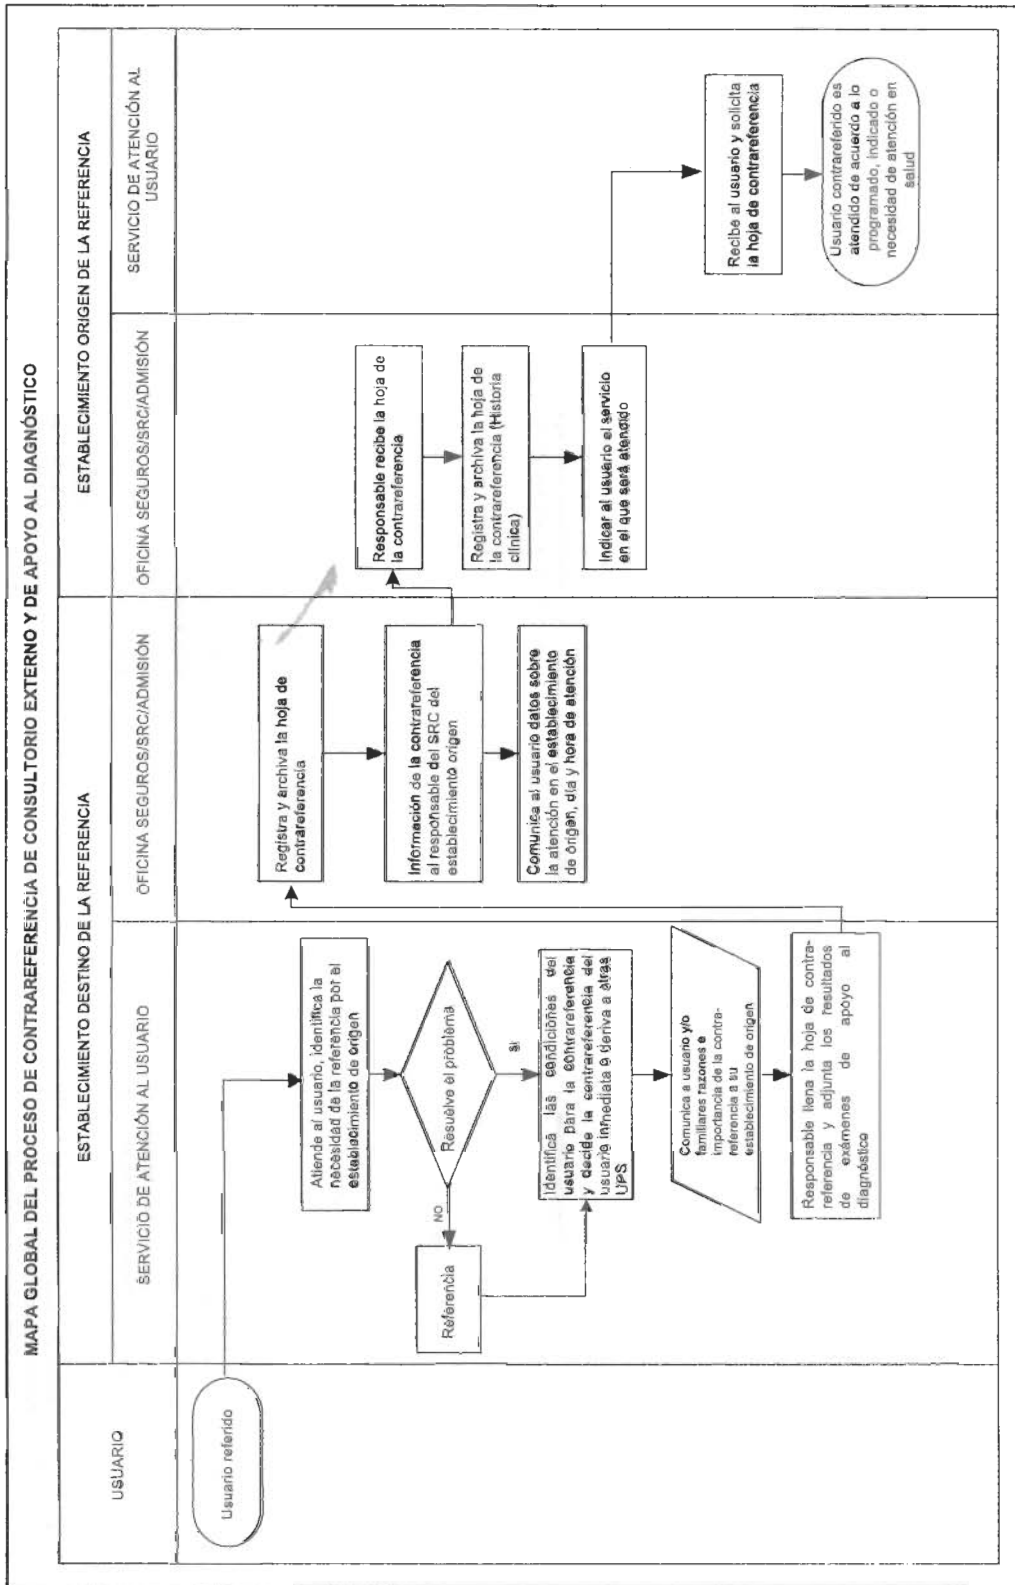 MAPA GLOBAL DEL PROCESO DE CONTRAREFERENCIA DE CONSULTORIO EXTERNO Y DE APOYO AL DIAGNÓSTICO
USUARIO
ESTABLECIMIENTO DESTINO DE LA REFERENCIA
ESTABLECIMIENTO ORIGEN DE LA REFERENCIA
SERVICIO DE ATENCIÓN AL USUARIO
OFICINA SEGUROS/SRC/ADMISIÓN
OFICINA SEGUROS/SRC/ADMISIÓN
SERVICIO DE ATENCIÓN AL
USUARIO
Usuario referido
Atiende al usuario, identifica la
necesidad de la referencia por el
establecimiento de origen
Resuelve el problema
NO
SI
Referencia
Identifica las condiciones del
usuario para la contrareferencia
y decide la contrareferencia del
usuario inmediata o deriva a otras
UPS
Comunica a usuario y/o
familiares razones e
importancia de la contra-
referencia a su
establecimiento de origen
Responsable llena la hoja de contra-
referencia y adjunta los resultados
de exámenes de apoyo al
diagnóstico
Registra y archiva la hoja de
contrareferencia
Información de la contrareferencia
al responsable del SRC del
establecimiento origen
Comunica al usuario datos sobre
la atención en el establecimiento
de origen, día y hora de atención
Responsable recibe la hoja de
la contrareferencia
Registra y archiva la hoja de
la contrareferencia (Historia
clínica)
Indicar al usuario el servicio
en el que será atendido
Recibe al usuario y solicita
la hoja de contrareferencia
Usuario contrareferido es
atendido de acuerdo a lo
programado, indicado o
necesidad de atención en
salud